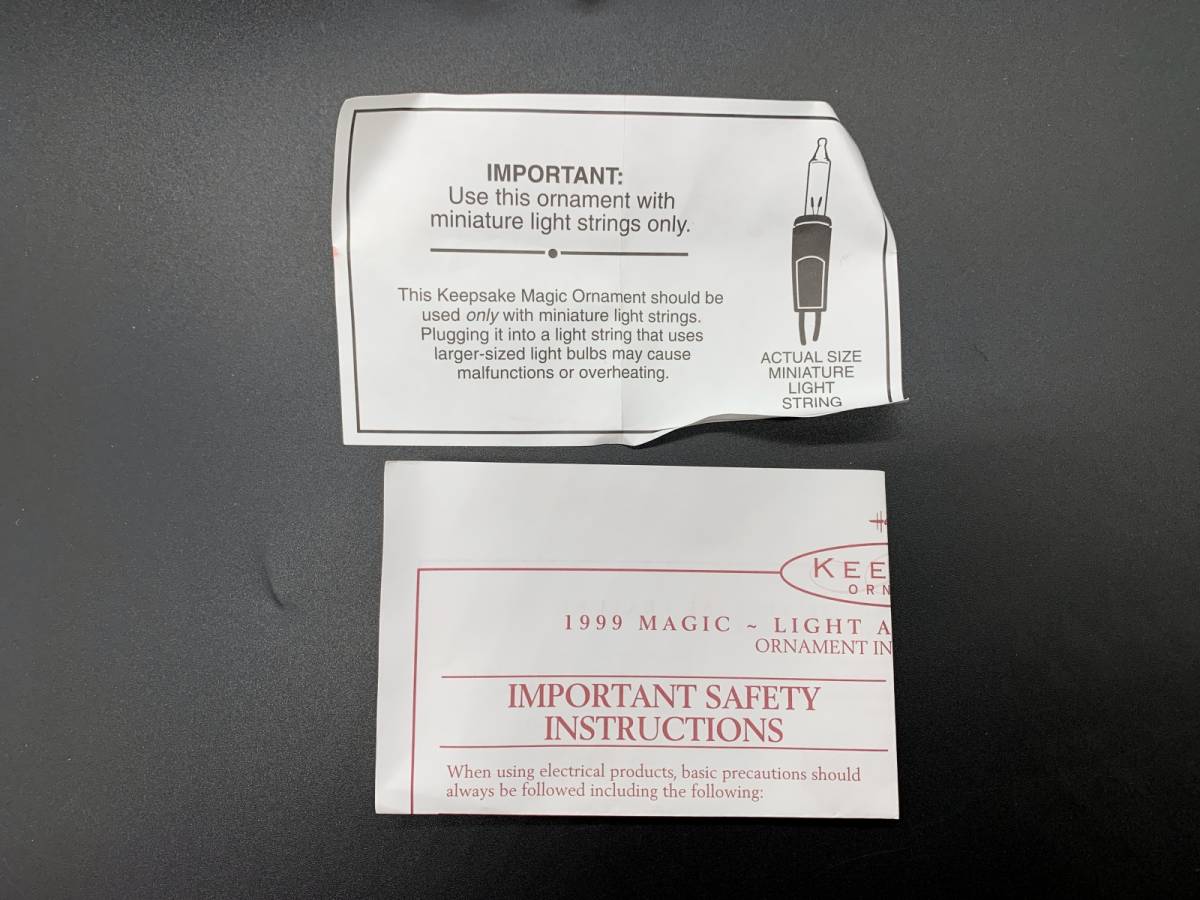 IMPORTANT:
Use this ornament with
miniature light strings only.
This Keepsake Magic Ornament should be
used only with miniature light strings.
Plugging it into a light string that uses
larger-sized light bulbs may cause
malfunctions or overheating.
ACTUAL SIZE
MINIATURE
LIGHT
STRING
KEE
ORN
1999 MAGIC ~ LIGHT A
ORNAMENT IN
IMPORTANT SAFETY
INSTRUCTIONS
When using electrical products, basic precautions should
always be followed including the following: